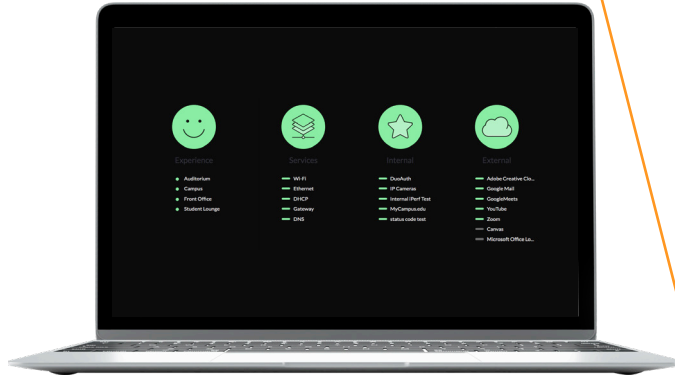 Experience
Auditorium
Campus
Front Office
Student Lounge
Services
Wi-Fi
Ethernet
DHCP
Gateway
DNS
Internal
DuoAuth
IP Cameras
Internal iPerf Test
MyCampus.edu
status code test
External
Adobe Creative Clo...
Google Mail
GoogleMeets
YouTube
Zoom
Canvas
Microsoft Office Lo...